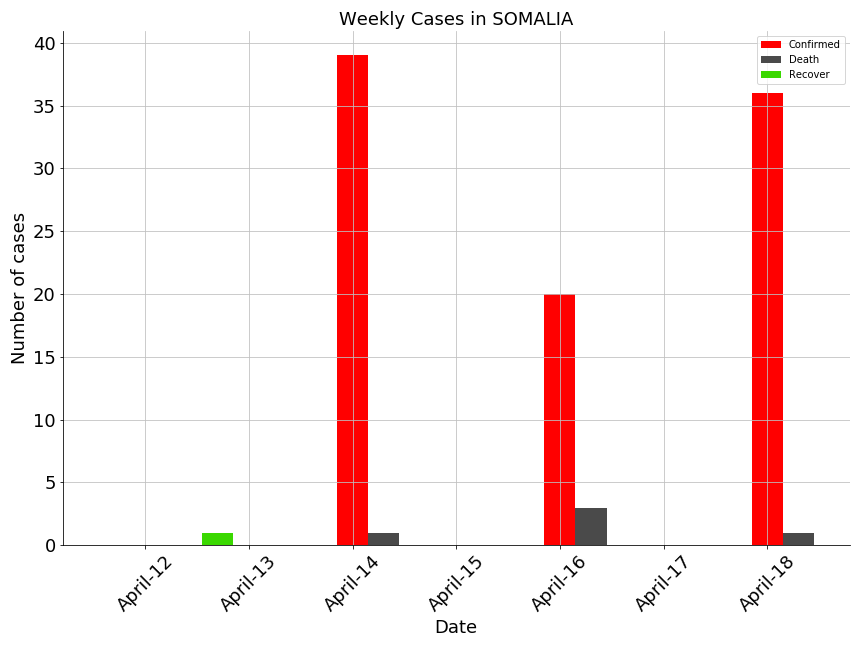 Weekly Cases in SOMALIA
Confirmed
Death
Recover
Number of cases
40
35
30
25
20
15
10
5
0
April-12
April-13
April-14
April-15
April-16
April-17
April-18
Date